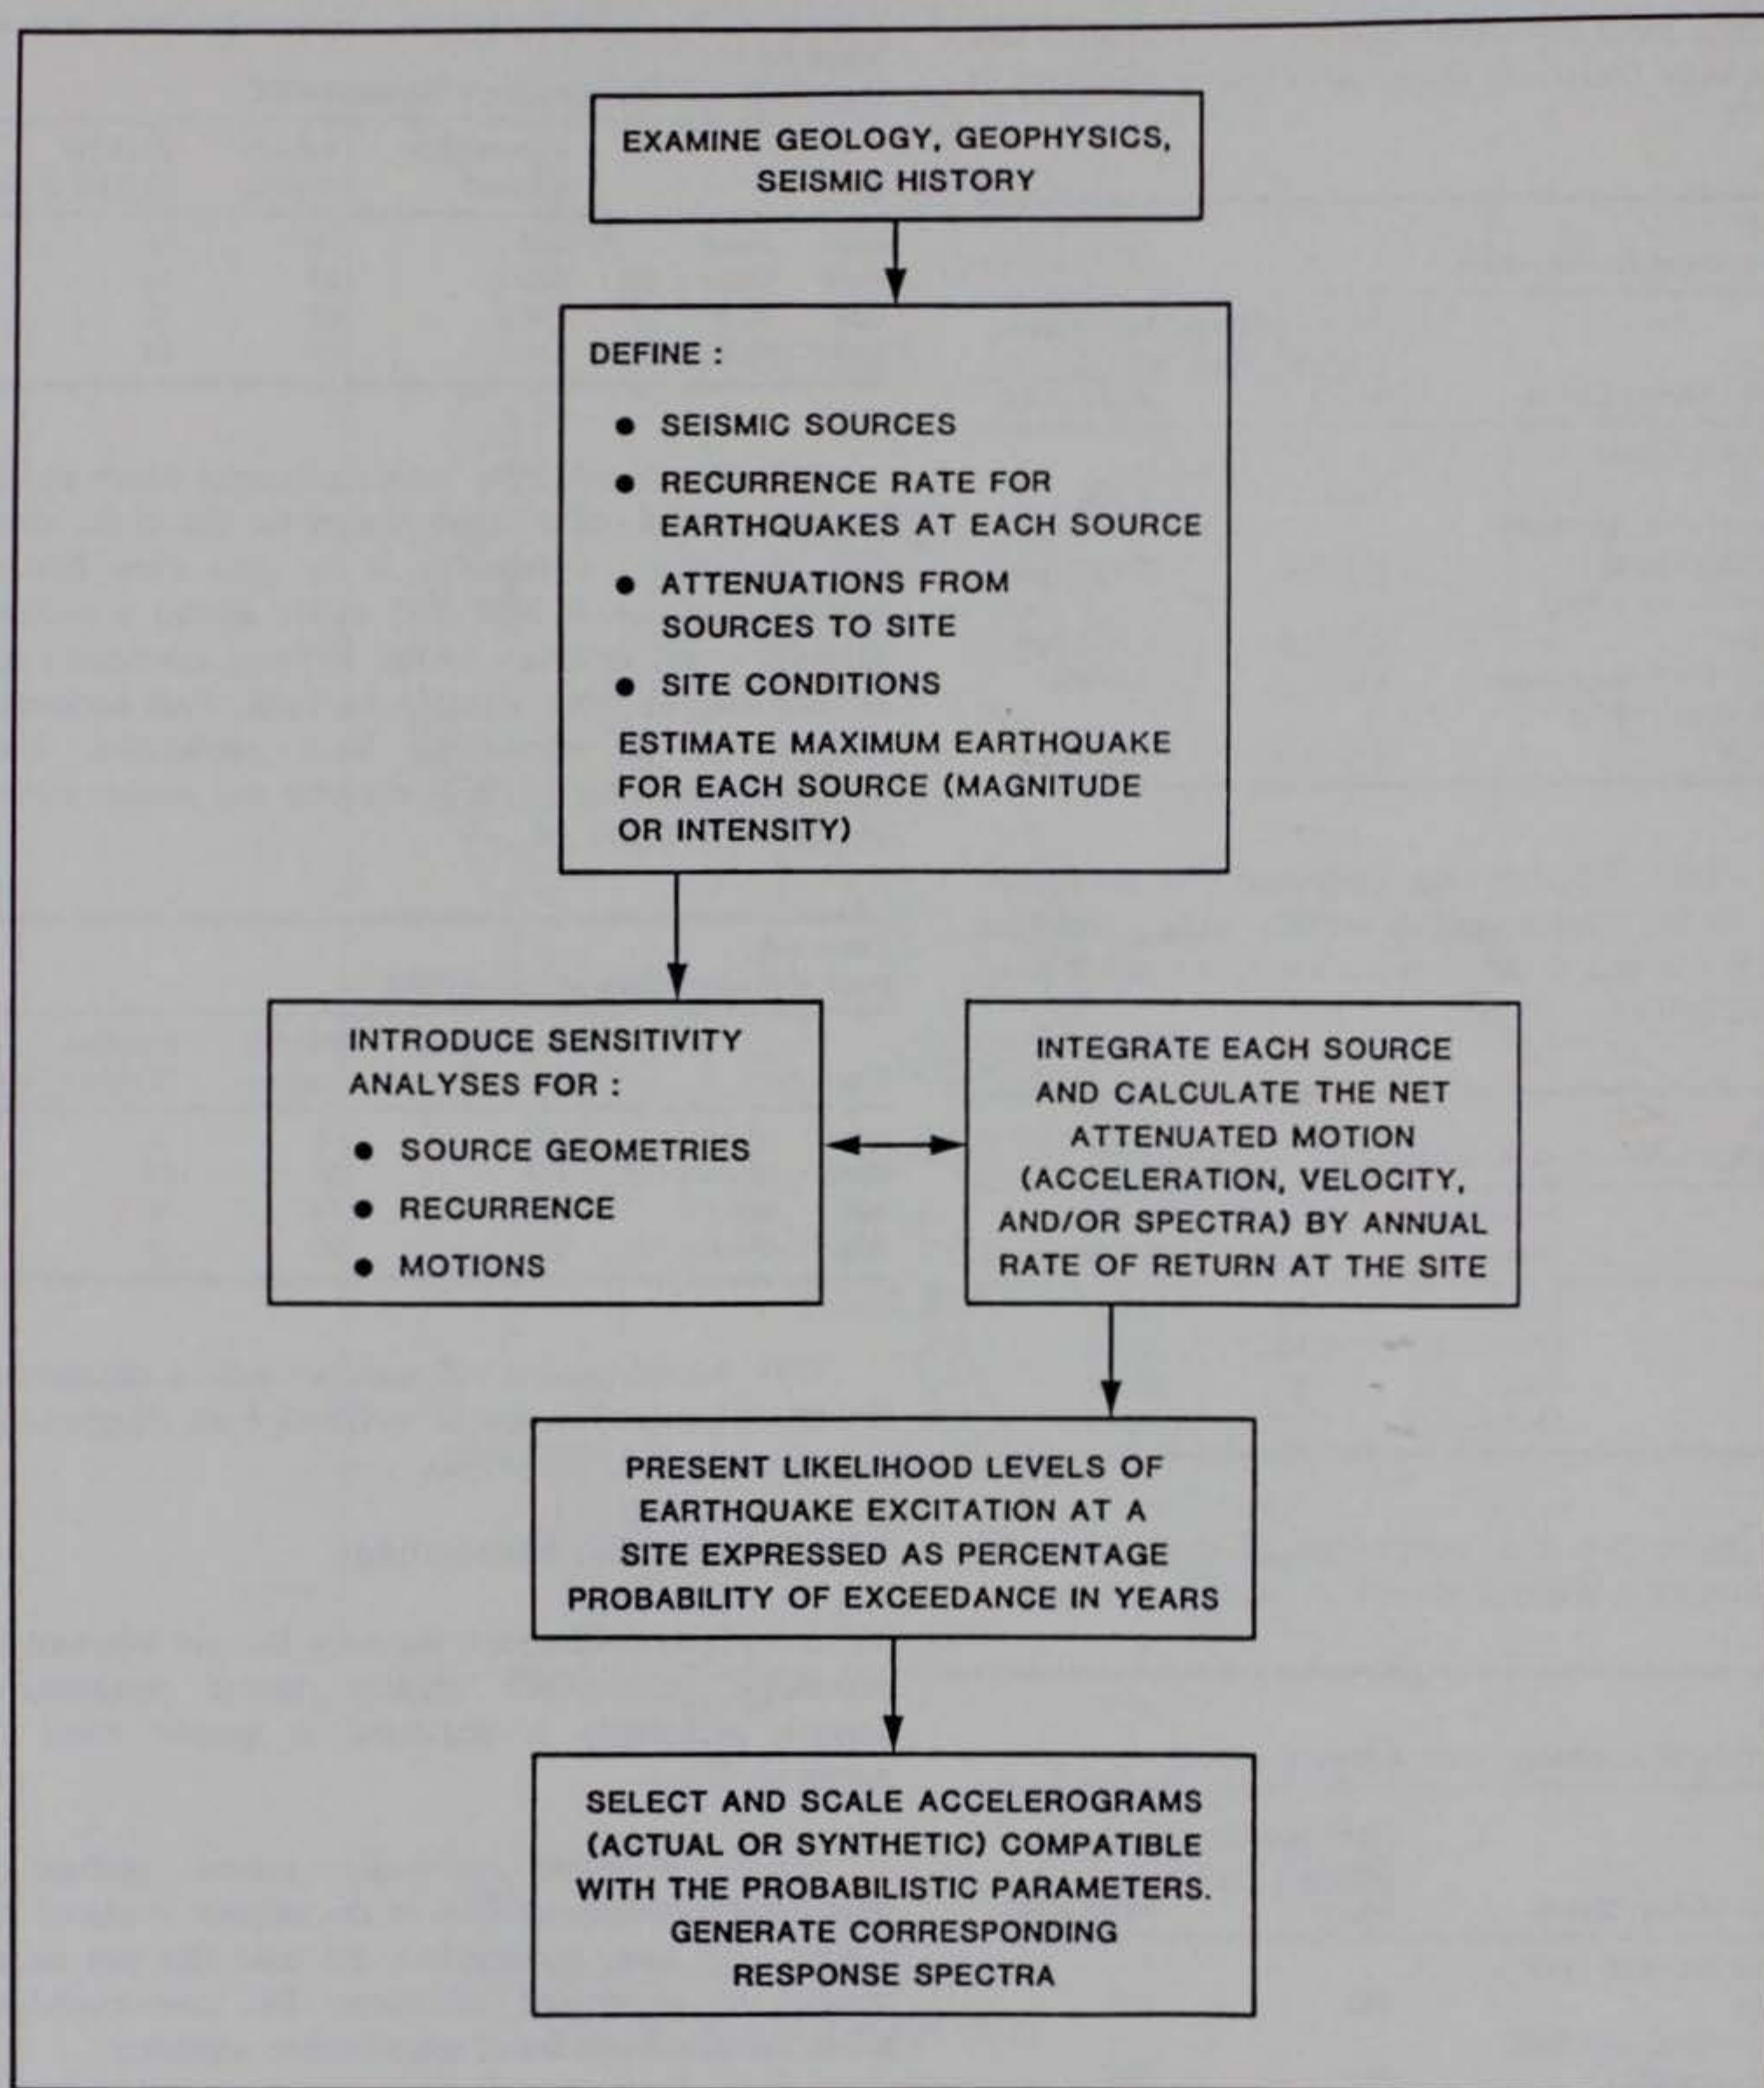 EXAMINE GEOLOGY, GEOPHYSICS,
SEISMIC HISTORY
DEFINE :
● SEISMIC SOURCES
● RECURRENCE RATE FOR
EARTHQUAKES AT EACH SOURCE
● ATTENUATIONS FROM
SOURCES TO SITE
● SITE CONDITIONS
ESTIMATE MAXIMUM EARTHQUAKE
FOR EACH SOURCE (MAGNITUDE
OR INTENSITY)
INTRODUCE SENSITIVITY
ANALYSES FOR :
● SOURCE GEOMETRIES
● RECURRENCE
● MOTIONS
INTEGRATE EACH SOURCE
AND CALCULATE THE NET
ATTENUATED MOTION
(ACCELERATION, VELOCITY,
AND/OR SPECTRA) BY ANNUAL
RATE OF RETURN AT THE SITE
PRESENT LIKELIHOOD LEVELS OF
EARTHQUAKE EXCITATION AT A
SITE EXPRESSED AS PERCENTAGE
PROBABILITY OF EXCEEDANCE IN YEARS
SELECT AND SCALE ACCELEROGRAMS
(ACTUAL OR SYNTHETIC) COMPATIBLE
WITH THE PROBABILISTIC PARAMETERS.
GENERATE CORRESPONDING
RESPONSE SPECTRA